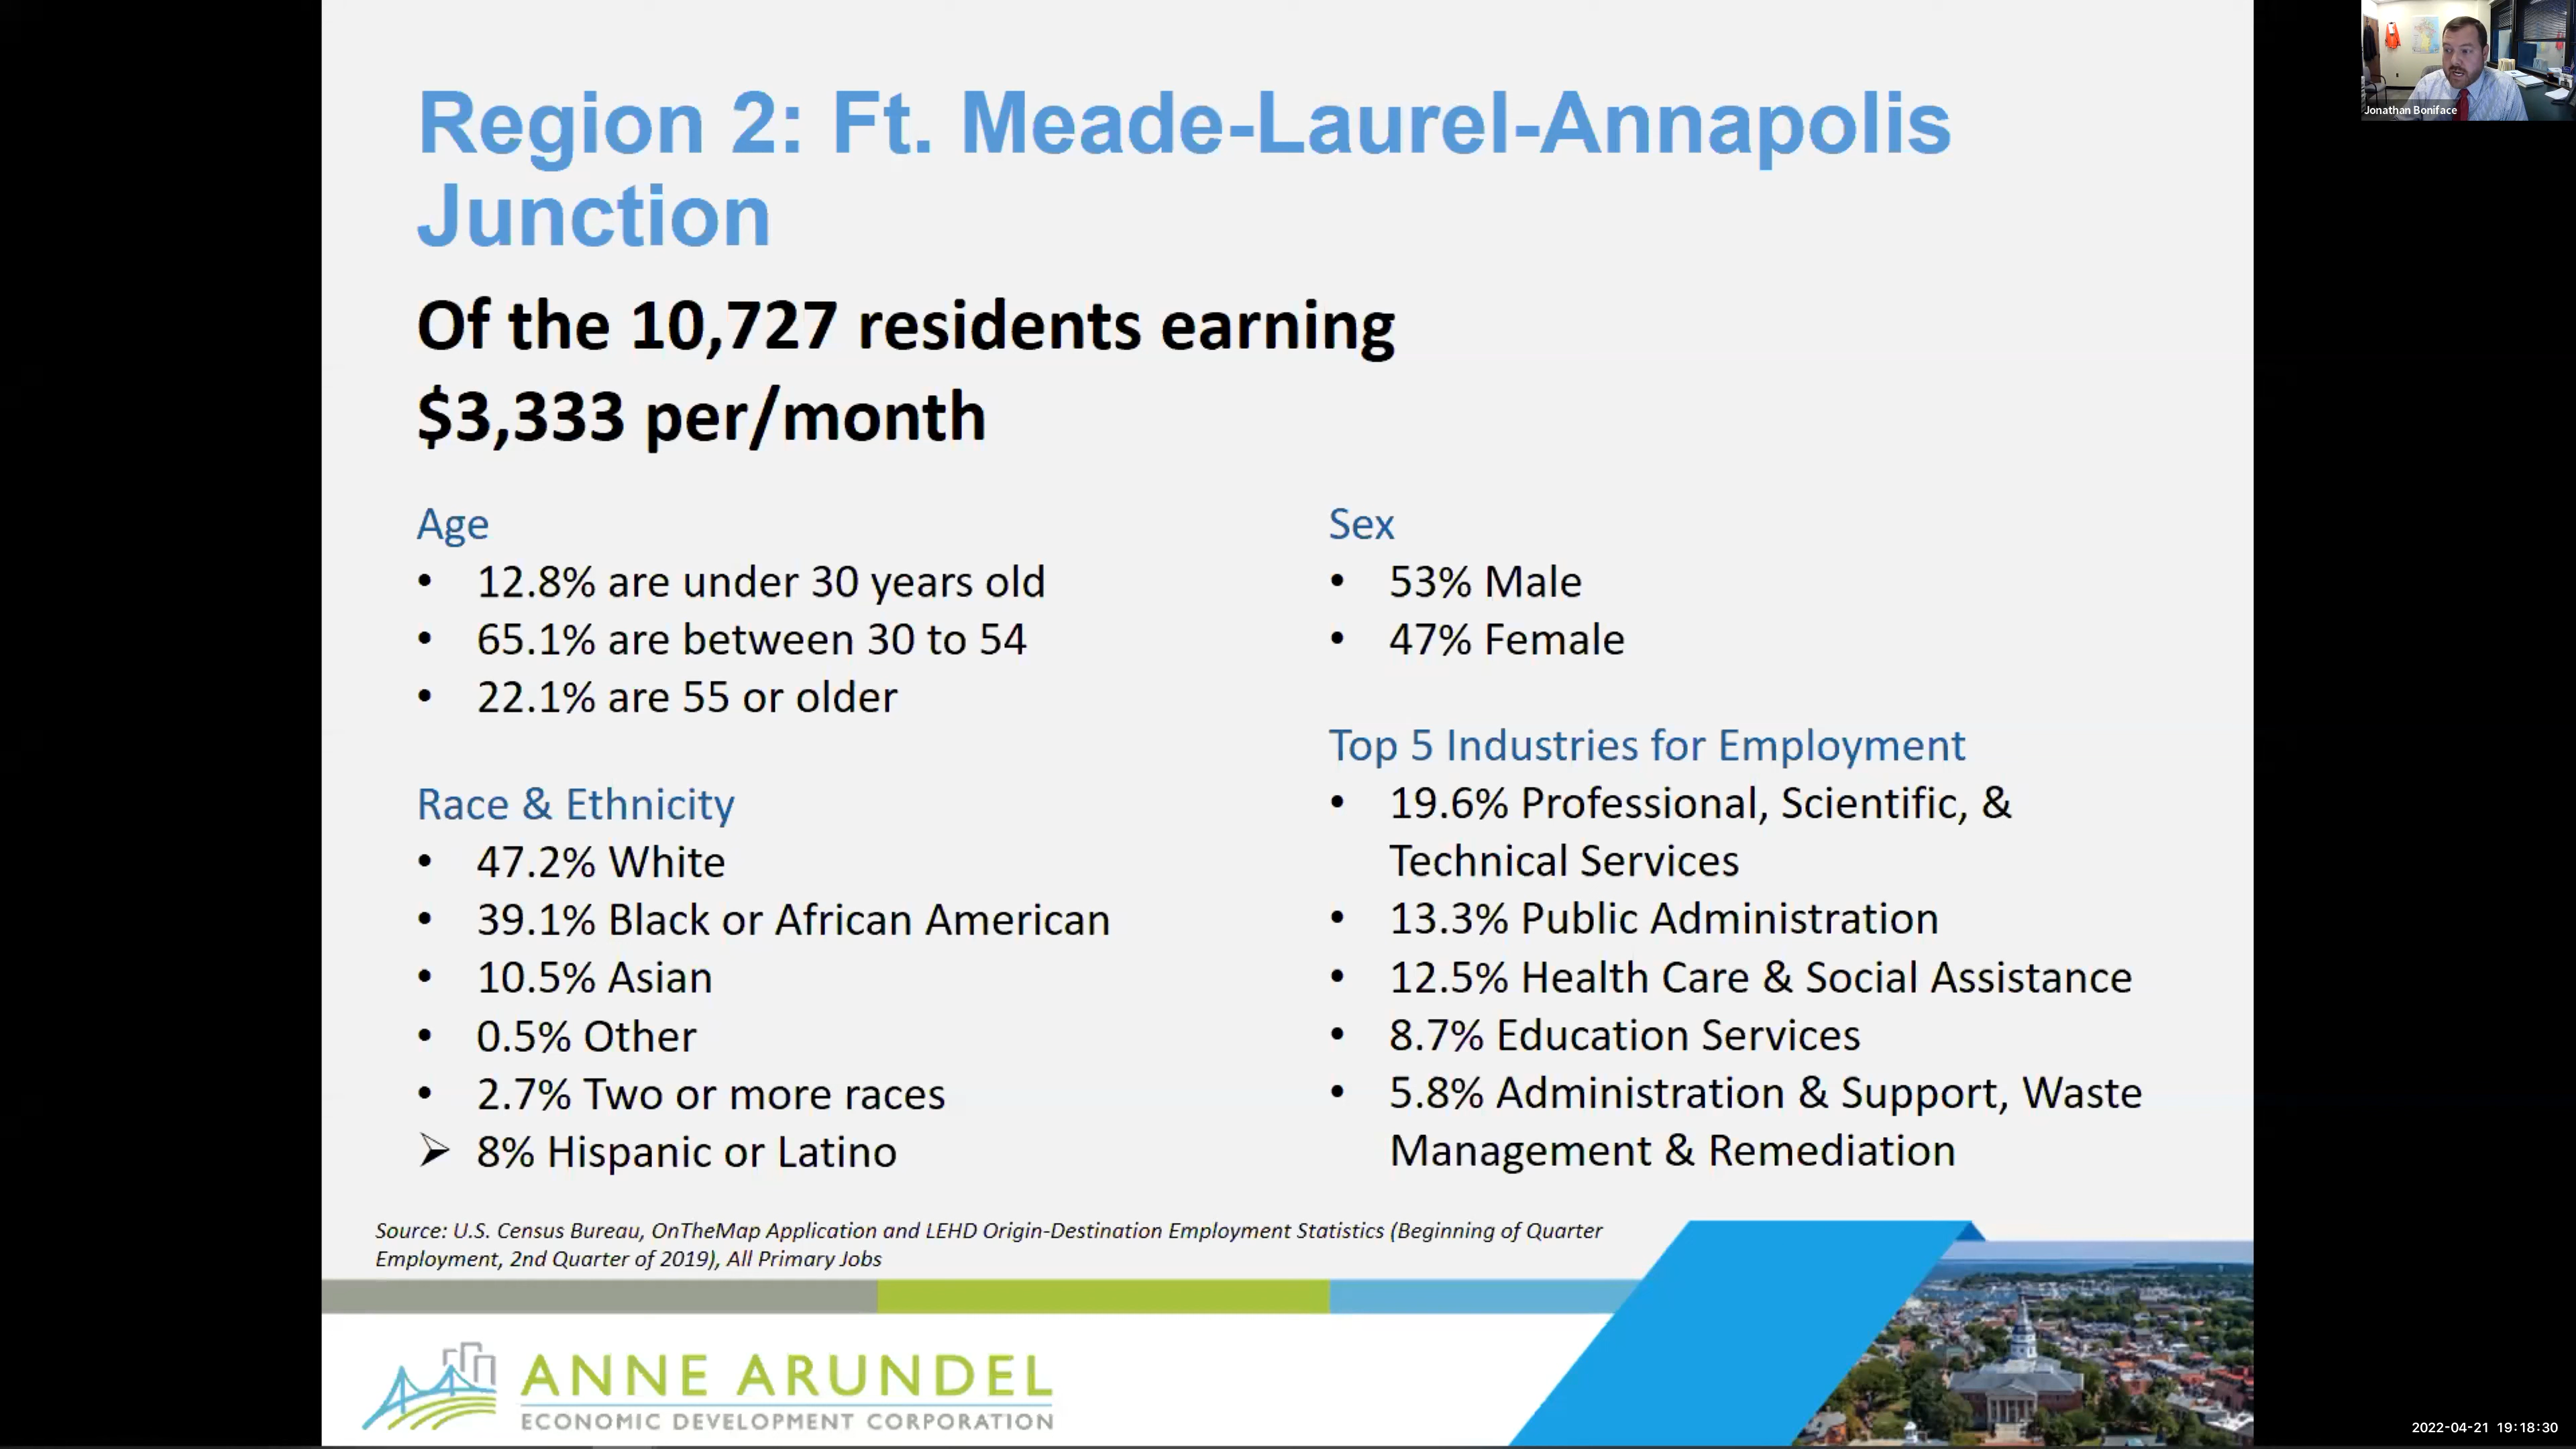 Region 2: Ft. Meade-Laurel-Annapolis
Junction
Of the 10,727 residents earning
$3,333 per/month
Age
• 12.8% are under 30 years old
• 65.1% are between 30 to 54
• 22.1% are 55 or older
Race & Ethnicity
• 47.2% White
• 39.1% Black or African American
• 10.5% Asian
• 0.5% Other
• 2.7% Two or more races
➢ 8% Hispanic or Latino
Sex
• 53% Male
• 47% Female
Top 5 Industries for Employment
• 19.6% Professional, Scientific, &
Technical Services
• 13.3% Public Administration
• 12.5% Health Care & Social Assistance
• 8.7% Education Services
• 5.8% Administration & Support, Waste
Management & Remediation
Source: U.S. Census Bureau, OnTheMap Application and LEHD Origin-Destination Employment Statistics (Beginning of Quarter
Employment, 2nd Quarter of 2019), All Primary Jobs
ANNE ARUNDEL
ECONOMIC DEVELOPMENT CORPORATION
Jonathan Boniface
2022-04-21 19:18:30